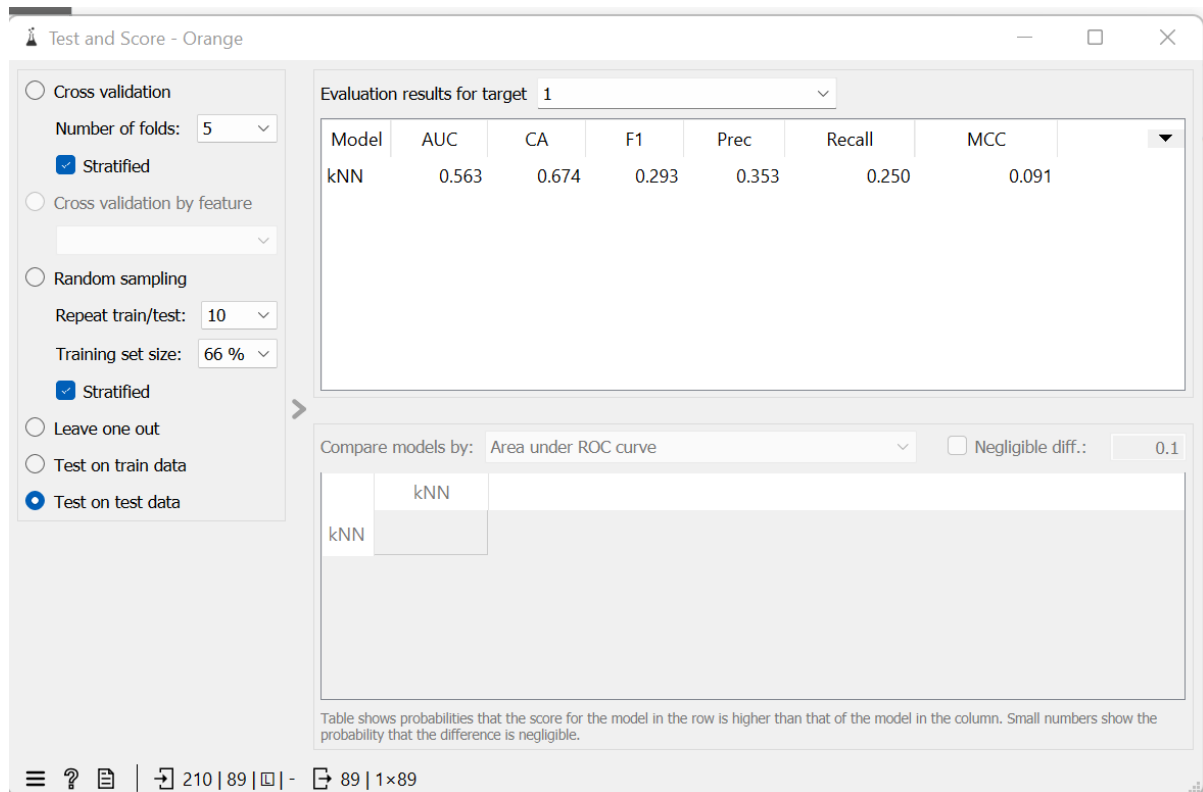 Test and Score - Orange
Cross validation
Number of folds: 5
Stratified
Cross validation by feature
Random sampling
Repeat train/test: 10
Training set size: 66 %
Stratified
Leave one out
Test on train data
Test on test data
Evaluation results for target 1
Model AUC CA F1 Prec Recall MCC
kNN 0.563 0.674 0.293 0.353 0.250 0.091
Compare models by: Area under ROC curve Negligible diff.: 0.1
kNN
kNN
Table shows probabilities that the score for the model in the row is higher than that of the model in the column. Small numbers show the
probability that the difference is negligible.
? 210 | 89 | L | - 89 | 1×89